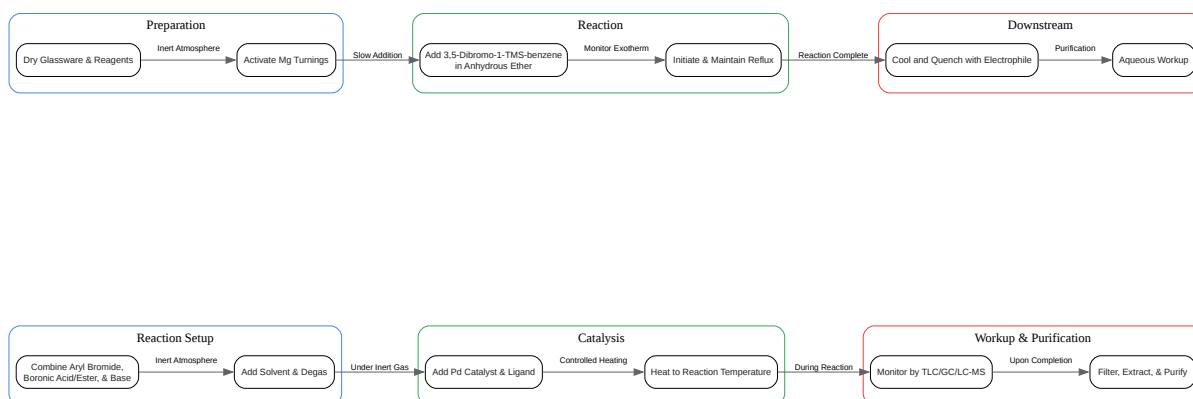 Preparation
Dry Glassware & Reagents
Inert Atmosphere
Activate Mg Turnings
Slow Addition
Reaction
Add 3,5-Dibromo-1-TMS-benzene
in Anhydrous Ether
Monitor Exotherm
Initiate & Maintain Reflux
Reaction Complete
Downstream
Cool and Quench with Electrophile
Purification
Aqueous Workup
Reaction Setup
Combine Aryl Bromide,
Boronic Acid/Ester, & Base
Inert Atmosphere
Add Solvent & Degas
Under Inert Gas
Catalysis
Add Pd Catalyst & Ligand
Controlled Heating
Heat to Reaction Temperature
During Reaction
Workup & Purification
Monitor by TLC/GC/LC-MS
Upon Completion
Filter, Extract, & Purify